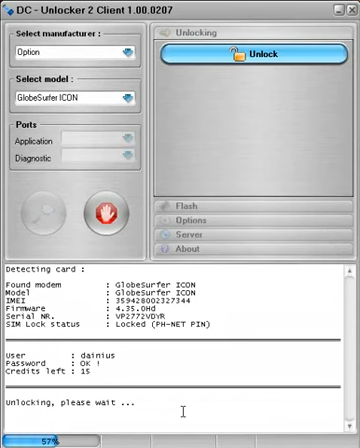 DC - Unlocker 2 Client 1.00.0207
Select manufacturer :
Option
Select model :
GlobeSurfer ICON
Ports
Application
Diagnostic
Unlocking
Unlock
Flash
Options
Server
About
Detecting card :
Found modem : GlobeSurfer ICON
Model : GlobeSurfer ICON
IMEI : 359428002327344
Firmware : 4.35.0Hd
Serial NR. : VP2772VDYR
SIM Lock status : Locked (PH-NET PIN)
User : dainius
Password : OK !
Credits left : 15
Unlocking, please wait ...
57%